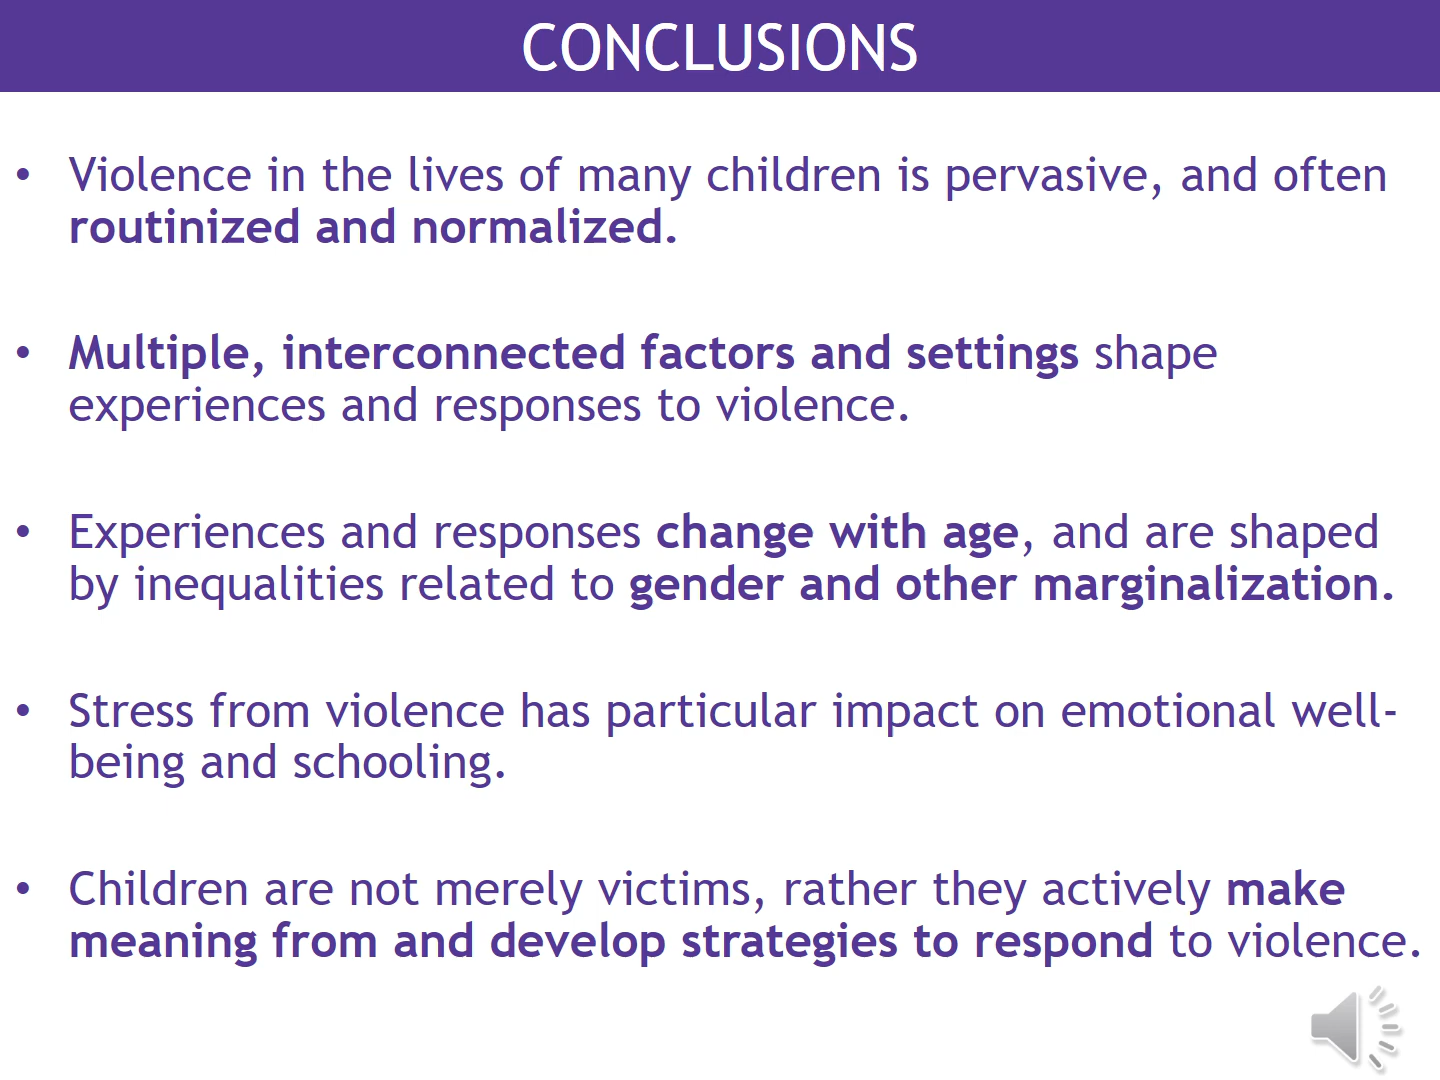 CONCLUSIONS
• Violence in the lives of many children is pervasive, and often
routinized and normalized.
• Multiple, interconnected factors and settings shape
experiences and responses to violence.
• Experiences and responses change with age, and are shaped
by inequalities related to gender and other marginalization.
• Stress from violence has particular impact on emotional well-
being and schooling.
• Children are not merely victims, rather they actively make
meaning from and develop strategies to respond to violence.